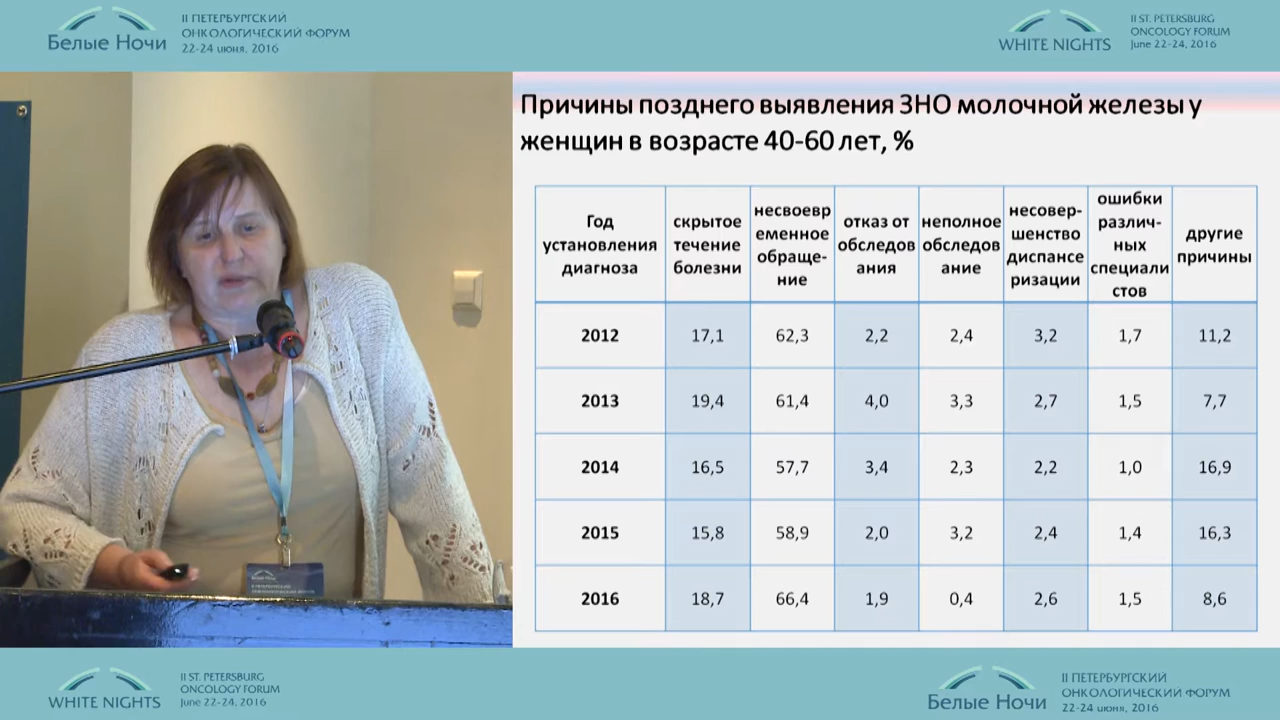 II ПЕТЕРБУРГСКИЙ
ОНКОЛОГИЧЕСКИЙ ФОРУМ
22-24 июня, 2016
Белые Ночи
WHITE NIGHTS
II ST. PETERSBURG
ONCOLOGY FORUM
June 22-24, 2016
Причины позднего выявления ЗНО молочной железы у
женщин в возрасте 40-60 лет, %
Год
установления
диагноза
скрытое
течение
болезни
несвоевр
еменное
обраще-
ние
отказ от
обследов
ания
неполное
обследов
ание
несовер-
шенство
диспансе
ризации
ошибки
различ-
ных
специали
стов
другие
причины
2012 17,1 62,3 2,2 2,4 3,2 1,7 11,2
2013 19,4 61,4 4,0 3,3 2,7 1,5 7,7
2014 16,5 57,7 3,4 2,3 2,2 1,0 16,9
2015 15,8 58,9 2,0 3,2 2,4 1,4 16,3
2016 18,7 66,4 1,9 0,4 2,6 1,5 8,6
Белые Ночи
II ПЕТЕРБУРГСКИЙ
ОНКОЛОГИЧЕСКИЙ ФОРУМ
WHITE NIGHTS
II ST. PETERSBURG
ONCOLOGY FORUM
June 22-24, 2016
Белые Ночи
II ПЕТЕРБУРГСКИЙ
ОНКОЛОГИЧЕСКИЙ ФОРУМ
22-24 июня, 2016